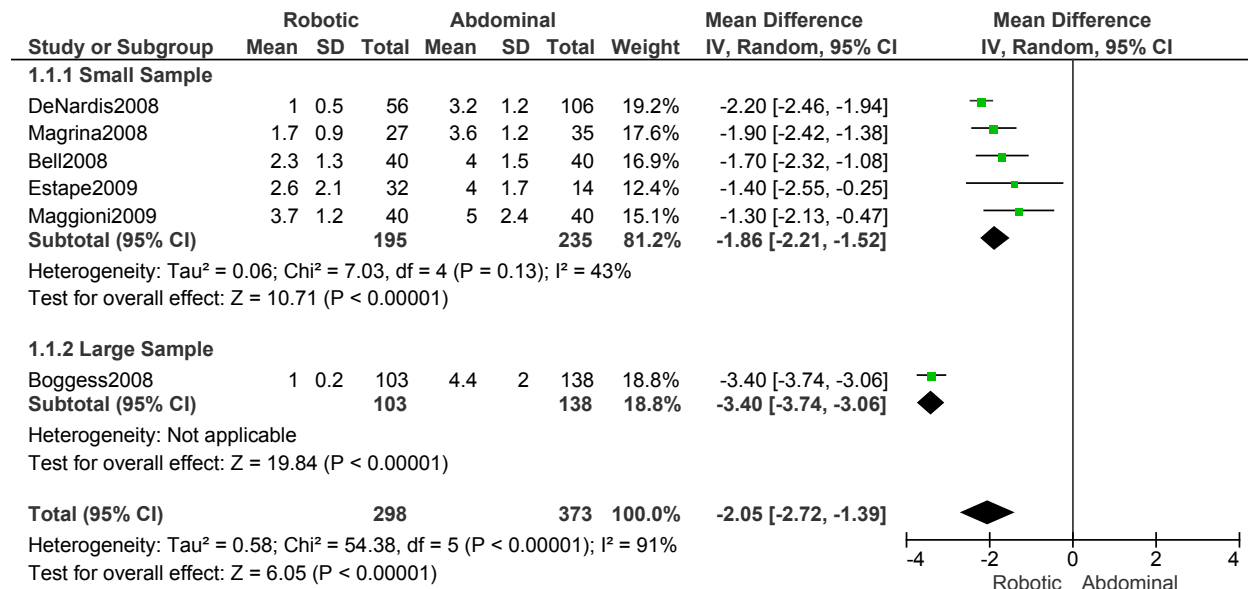 Robotic Abdominal Mean Difference Mean Difference
Study or Subgroup Mean SD Total Mean SD Total Weight IV, Random, 95% CI IV, Random, 95% CI
1.1.1 Small Sample
DeNardis2008 1 0.5 56 3.2 1.2 106 19.2% -2.20 [-2.46, -1.94]
Magrina2008 1.7 0.9 27 3.6 1.2 35 17.6% -1.90 [-2.42, -1.38]
Bell2008 2.3 1.3 40 4 1.5 40 16.9% -1.70 [-2.32, -1.08]
Estape2009 2.6 2.1 32 4 1.7 14 12.4% -1.40 [-2.55, -0.25]
Maggioni2009 3.7 1.2 40 5 2.4 40 15.1% -1.30 [-2.13, -0.47]
Subtotal (95% CI) 195 235 81.2% -1.86 [-2.21, -1.52]
Heterogeneity: Tau² = 0.06; Chi² = 7.03, df = 4 (P = 0.13); I² = 43%
Test for overall effect: Z = 10.71 (P < 0.00001)
1.1.2 Large Sample
Boggess2008 1 0.2 103 4.4 2 138 18.8% -3.40 [-3.74, -3.06]
Subtotal (95% CI) 103 138 18.8% -3.40 [-3.74, -3.06]
Heterogeneity: Not applicable
Test for overall effect: Z = 19.84 (P < 0.00001)
Total (95% CI) 298 373 100.0% -2.05 [-2.72, -1.39]
Heterogeneity: Tau² = 0.58; Chi² = 54.38, df = 5 (P < 0.00001); I² = 91%
Test for overall effect: Z = 6.05 (P < 0.00001)
-4 -2 0 2 4
Robotic Abdominal